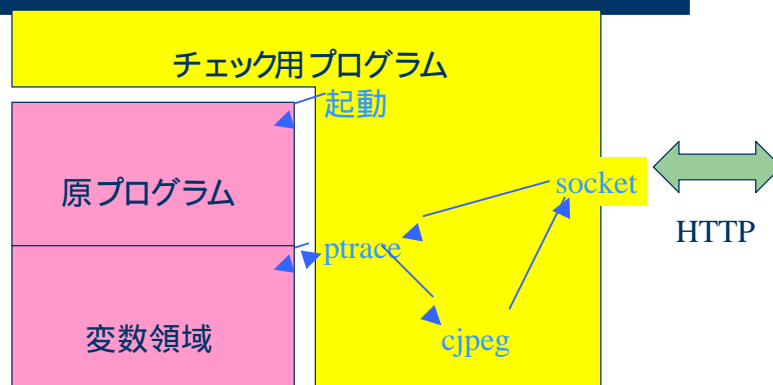 チェック用プログラム
起動
原プログラム
socket
HTTP
ptrace
変数領域
cjpeg